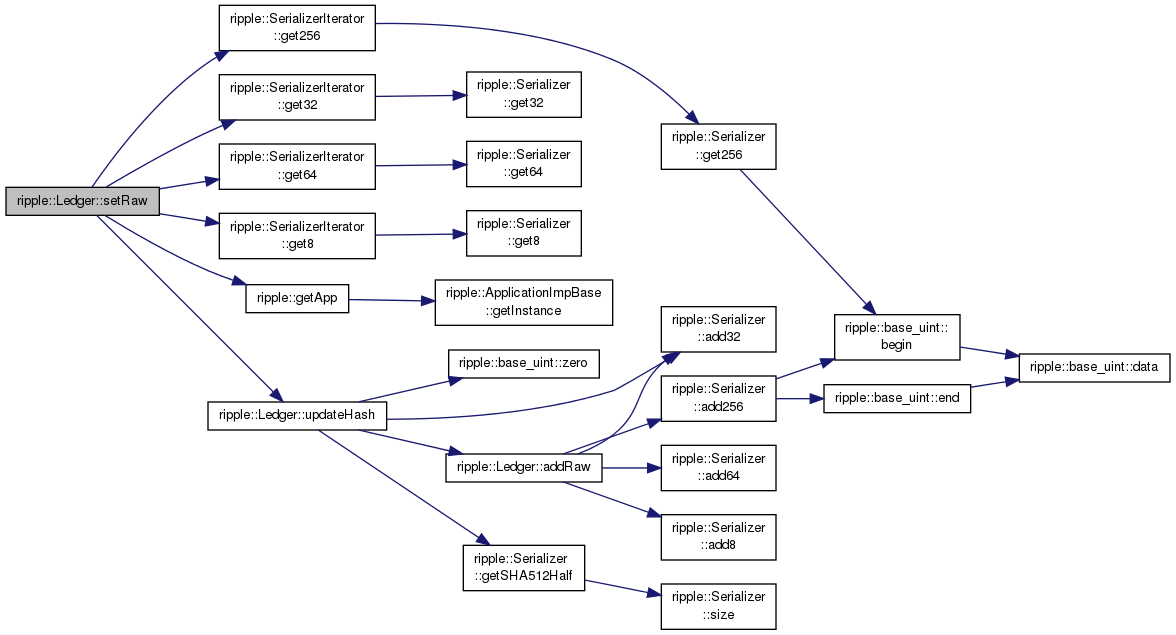 ripple::Ledger::setRaw
ripple::SerializerIterator
::get256
ripple::SerializerIterator
::get32
ripple::SerializerIterator
::get64
ripple::SerializerIterator
::get8
ripple::getApp
ripple::Ledger::updateHash
ripple::Serializer
::get32
ripple::Serializer
::get64
ripple::Serializer
::get8
ripple::ApplicationImpBase
::getInstance
ripple::base_uint::zero
ripple::Ledger::addRaw
ripple::Serializer
::getSHA512Half
ripple::Serializer
::get256
ripple::Serializer
::add32
ripple::Serializer
::add256
ripple::Serializer
::add64
ripple::Serializer
::add8
ripple::Serializer
::size
ripple::base_uint::
begin
ripple::base_uint::end
ripple::base_uint::data